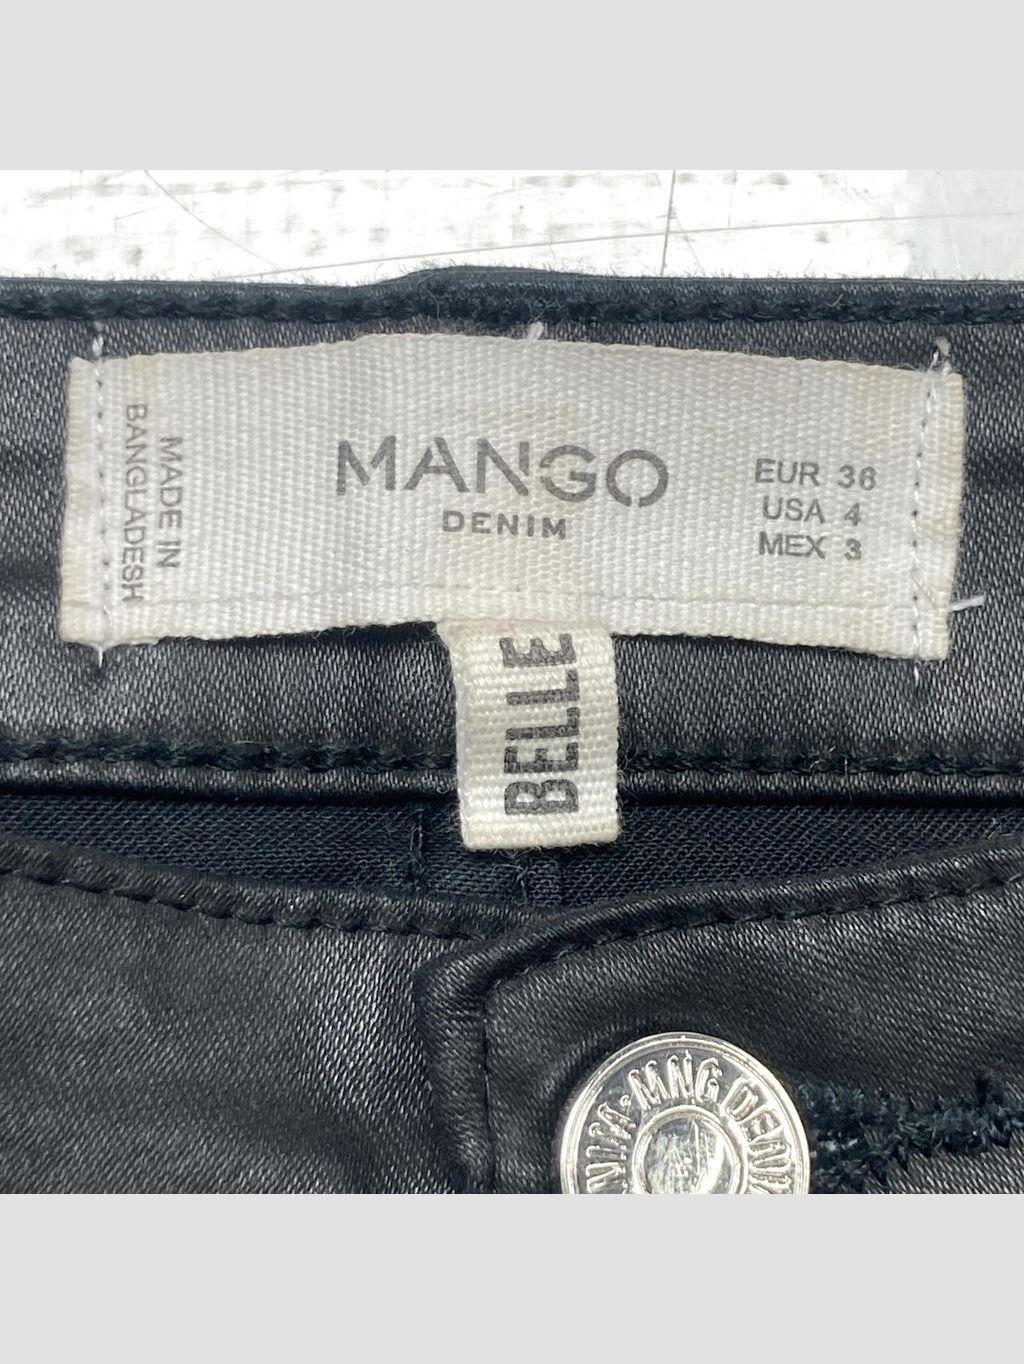 MADE IN
BANGLADESH
MANGO
DENIM
EUR 36
USA 4
MEX 3
BELLE
MNG DENIM